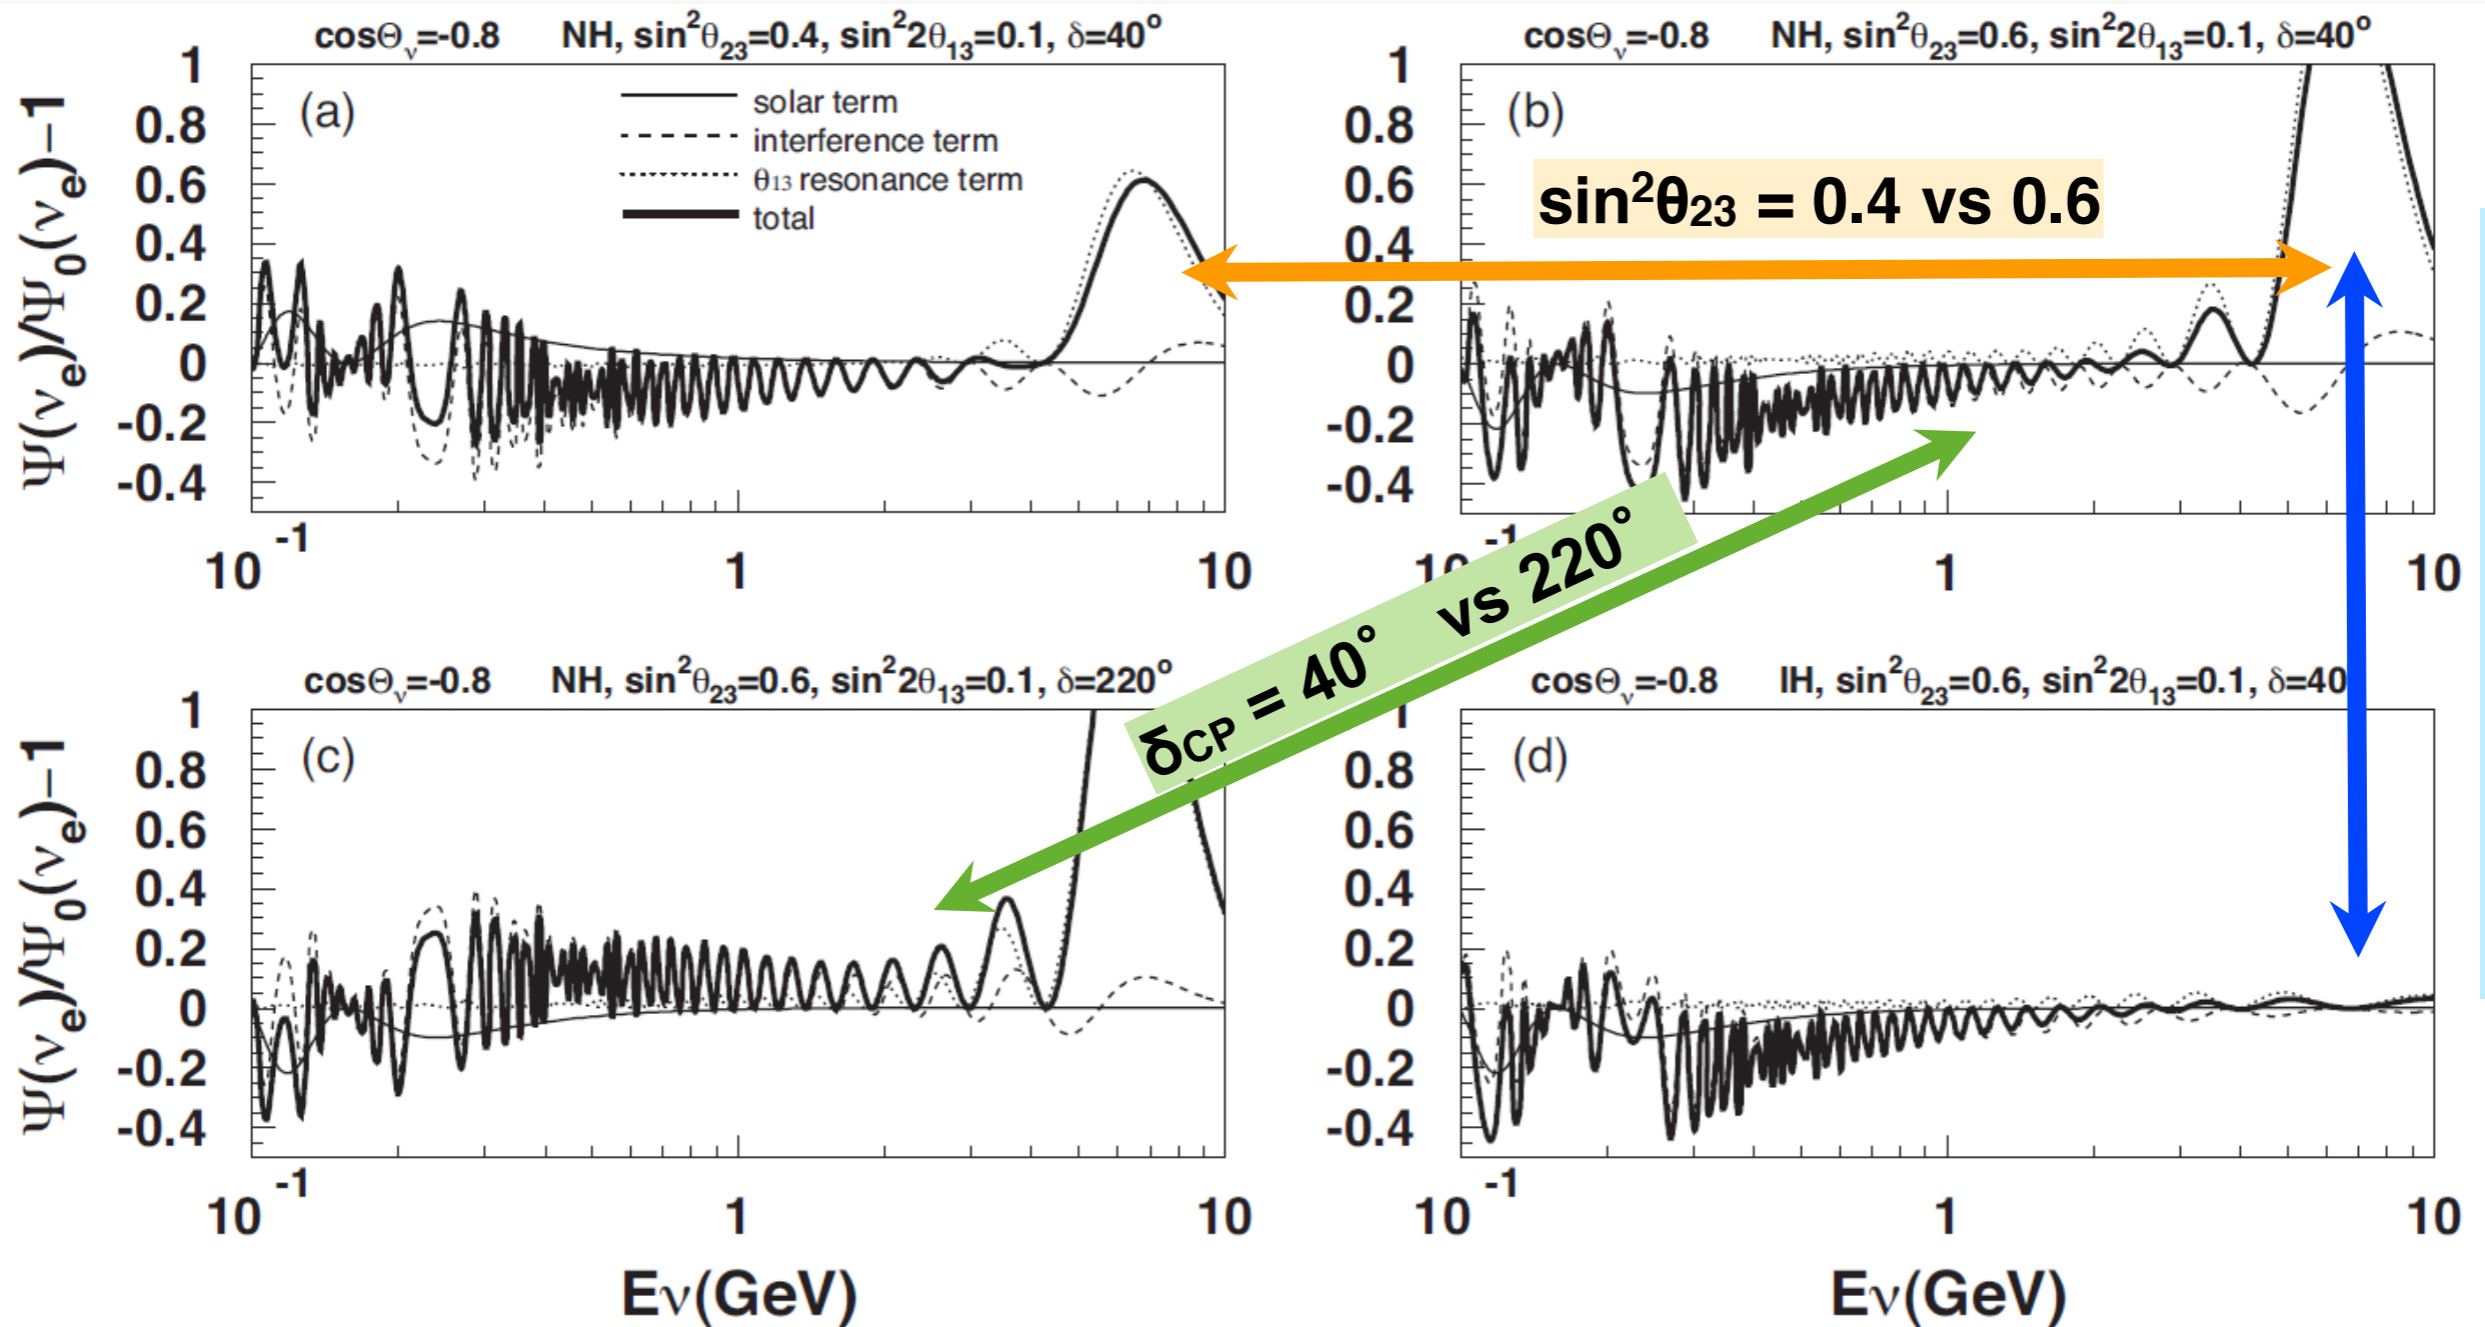 cosΘν=-0.8 NH, sin²θ₂₃=0.4, sin²2θ₁₃=0.1, δ=40°
cosΘν=-0.8 NH, sin²θ₂₃=0.6, sin²2θ₁₃=0.1, δ=40°
Ψ(νe)/Ψ₀(νe)−1
1
0.8
0.6
0.4
0.2
0
-0.2
-0.4
(a)
solar term
interference term
θ₁₃ resonance term
total
10⁻¹
1
10
1
0.8
0.6
0.4
0.2
0
-0.2
-0.4
(b)
sin²θ₂₃ = 0.4 vs 0.6
10⁻¹
1
10
δCP = 40° vs 220°
cosΘν=-0.8 NH, sin²θ₂₃=0.6, sin²2θ₁₃=0.1, δ=220°
cosΘν=-0.8 IH, sin²θ₂₃=0.6, sin²2θ₁₃=0.1, δ=40
Ψ(νe)/Ψ₀(νe)−1
1
0.8
0.6
0.4
0.2
0
-0.2
-0.4
(c)
10⁻¹
1
10
Eν(GeV)
1
0.8
0.6
0.4
0.2
0
-0.2
-0.4
(d)
10⁻¹
1
10
Eν(GeV)